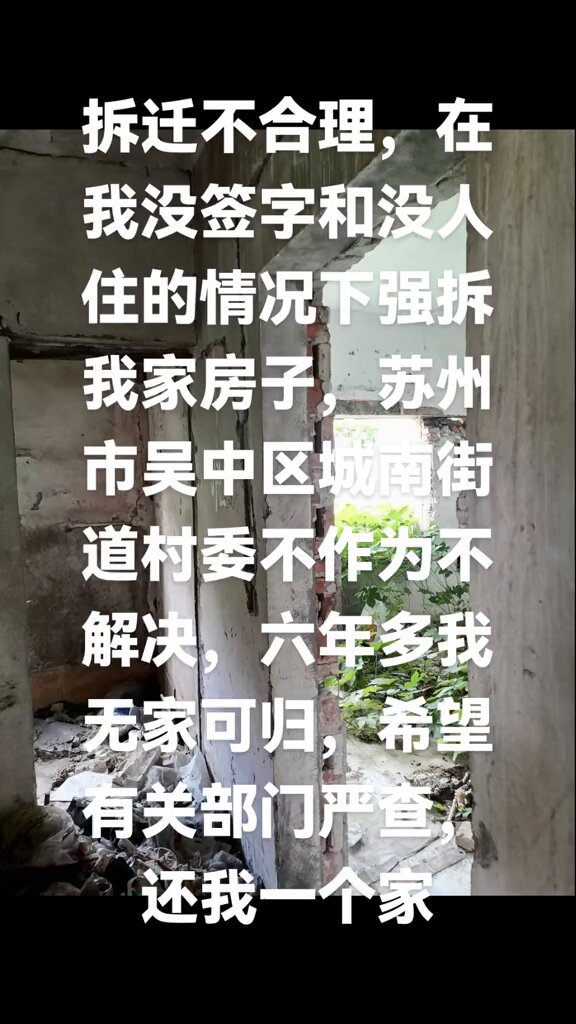 拆迁不合理，在
我没签字和没人
住的情况下强拆
我家房子，苏州
市吴中区城南街
道村委不作为不
解决，六年多我
无家可归，希望
有关部门严查，
还我一个家